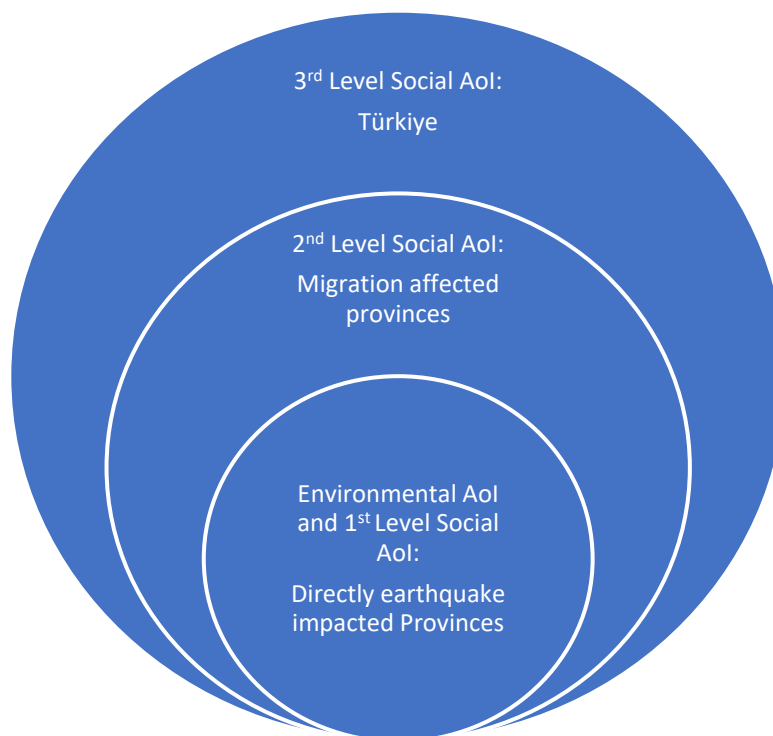 3rd Level Social AoI:
Türkiye
2nd Level Social AoI:
Migration affected
provinces
Environmental AoI
and 1st Level Social
AoI:
Directly earthquake
impacted Provinces